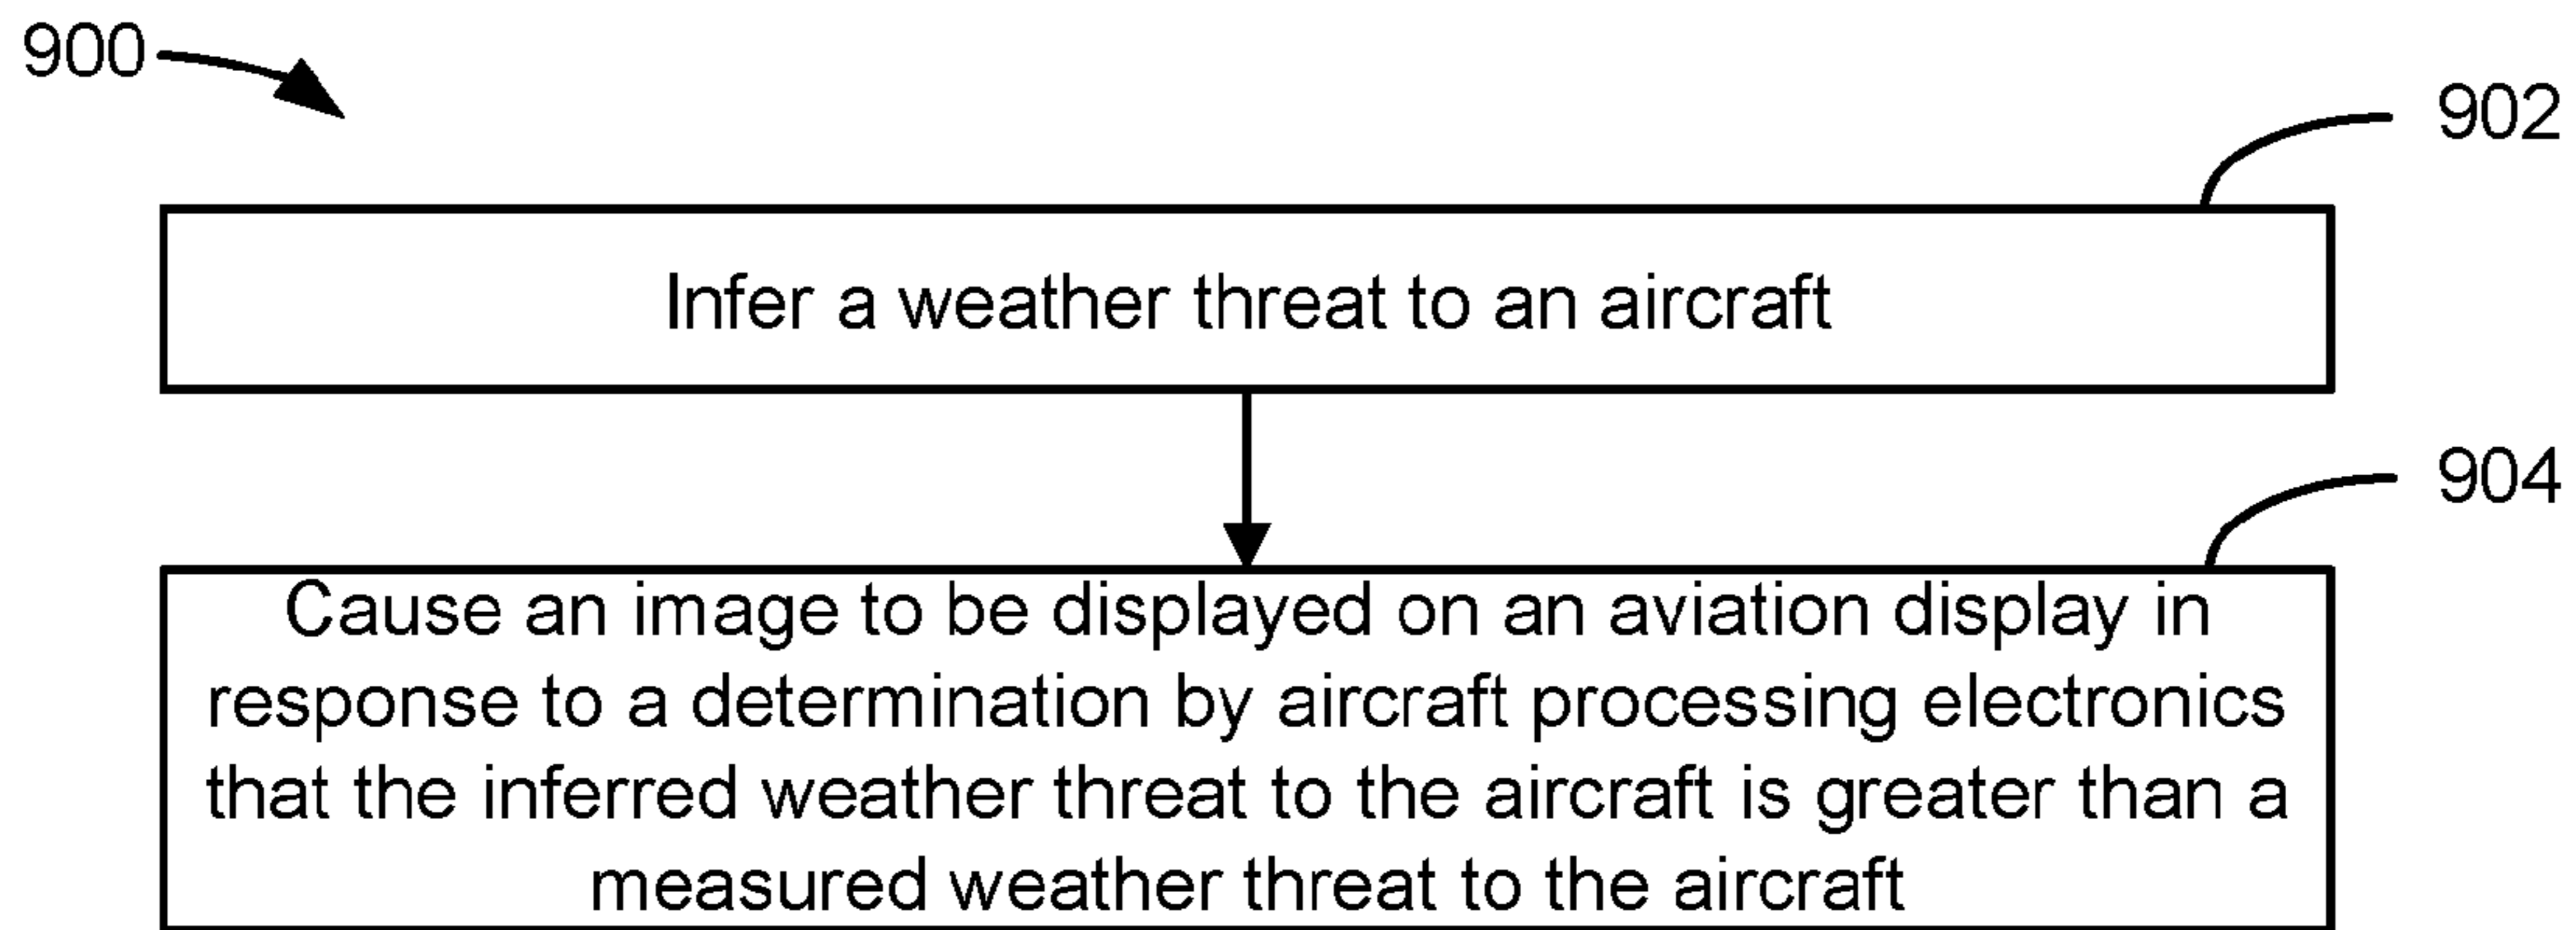 900
902
Infer a weather threat to an aircraft
904
Cause an image to be displayed on an aviation display in
response to a determination by aircraft processing electronics
that the inferred weather threat to the aircraft is greater than a
measured weather threat to the aircraft